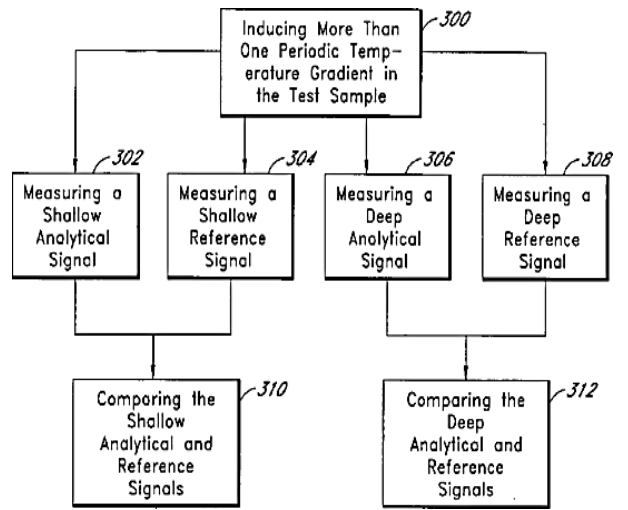 Inducing More Than
One Periodic Temp-
erature Gradient in
the Test Sample
300
302
Measuring a
Shallow
Analytical
Signal
304
Measuring a
Shallow
Reference
Signal
306
Measuring a
Deep
Analytical
Signal
308
Measuring a
Deep
Reference
Signal
310
Comparing the
Shallow
Analytical and
Reference
Signals
312
Comparing the
Deep
Analytical and
Reference
Signals